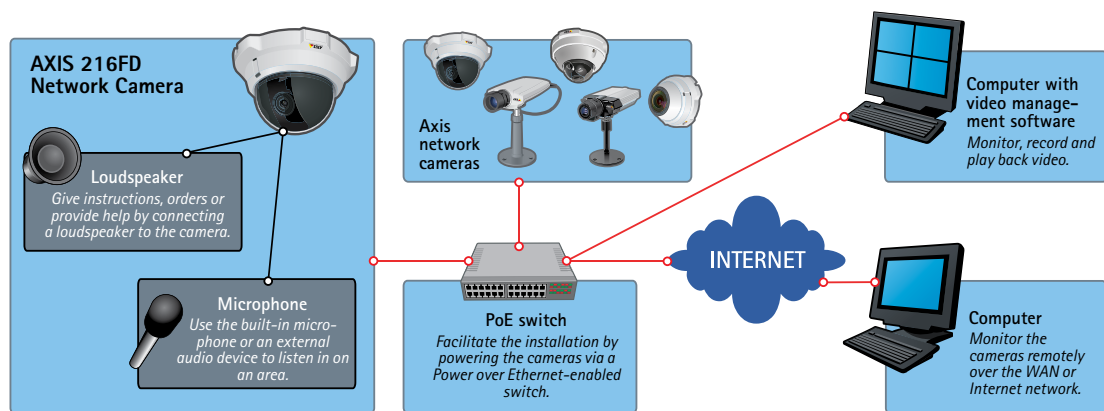 AXIS 216FD
Network Camera
Loudspeaker
Give instructions, orders or
provide help by connecting
a loudspeaker to the camera.
Microphone
Use the built-in micro-
phone or an external
audio device to listen in on
an area.
Axis
network
cameras
PoE switch
Facilitate the installation by
powering the cameras via a
Power over Ethernet-enabled
switch.
INTERNET
Computer with
video manage-
ment software
Monitor, record and
play back video.
Computer
Monitor the
cameras remotely
over the WAN or
Internet network.